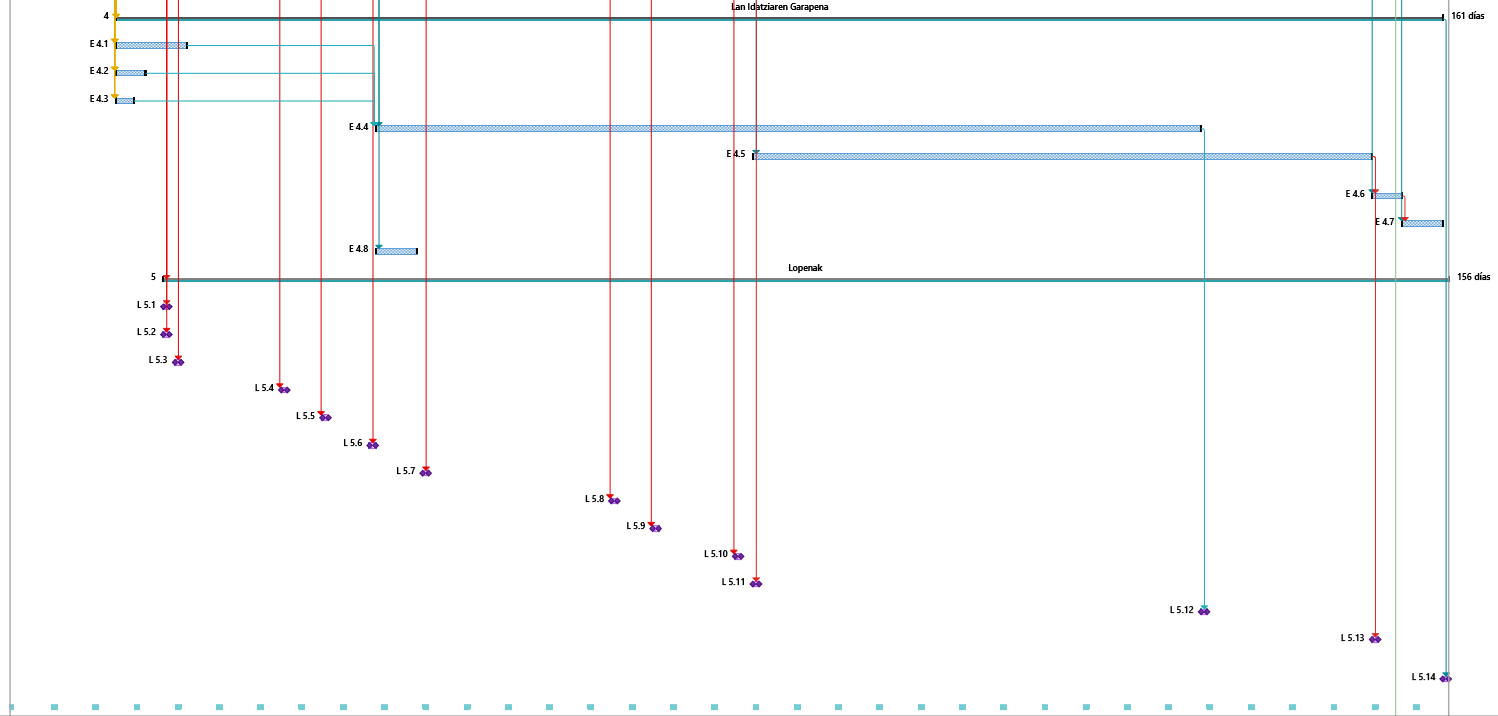 Lan Idatziaren Garapena
4 161 días
E 4.1
E 4.2
E 4.3
E 4.4
E 4.5
E 4.6
E 4.7
E 4.8
Lopenak
5 156 días
L 5.1
L 5.2
L 5.3
L 5.4
L 5.5
L 5.6
L 5.7
L 5.8
L 5.9
L 5.10
L 5.11
L 5.12
L 5.13
L 5.14